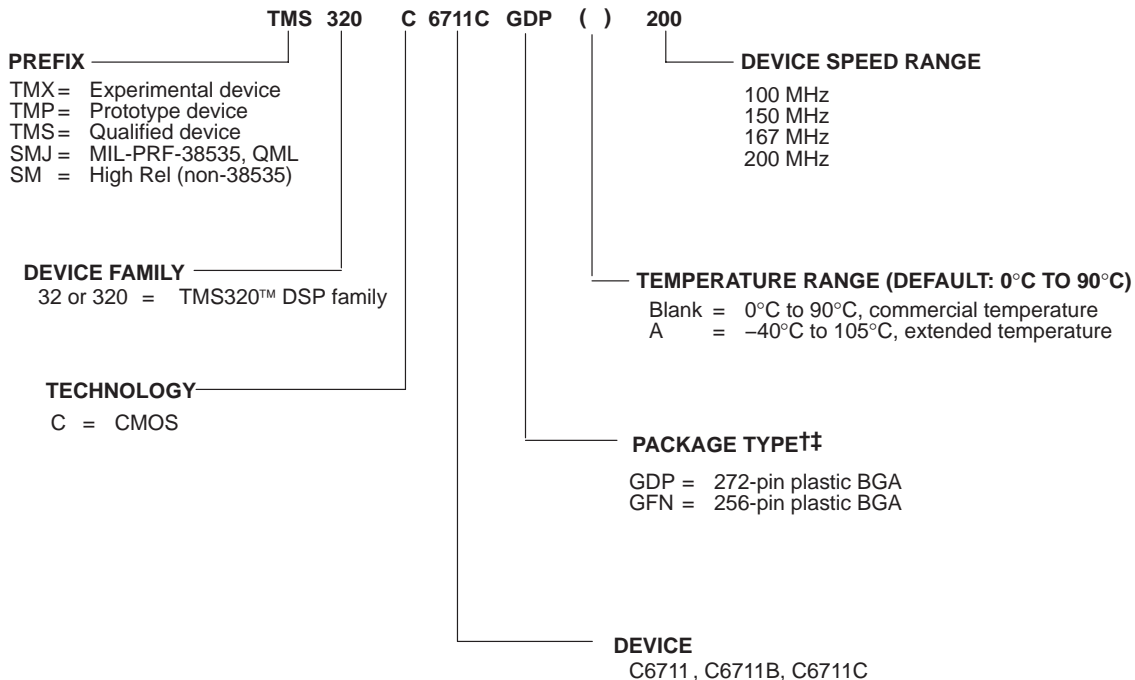 TMS 320 C 6711C GDP ( ) 200
PREFIX
TMX = Experimental device
TMP = Prototype device
TMS = Qualified device
SMJ = MIL-PRF-38535, QML
SM = High Rel (non-38535)
DEVICE SPEED RANGE
100 MHz
150 MHz
167 MHz
200 MHz
DEVICE FAMILY
32 or 320 = TMS320™ DSP family
TEMPERATURE RANGE (DEFAULT: 0°C TO 90°C)
Blank = 0°C to 90°C, commercial temperature
A = −40°C to 105°C, extended temperature
TECHNOLOGY
C = CMOS
PACKAGE TYPE†‡
GDP = 272-pin plastic BGA
GFN = 256-pin plastic BGA
DEVICE
C6711, C6711B, C6711C